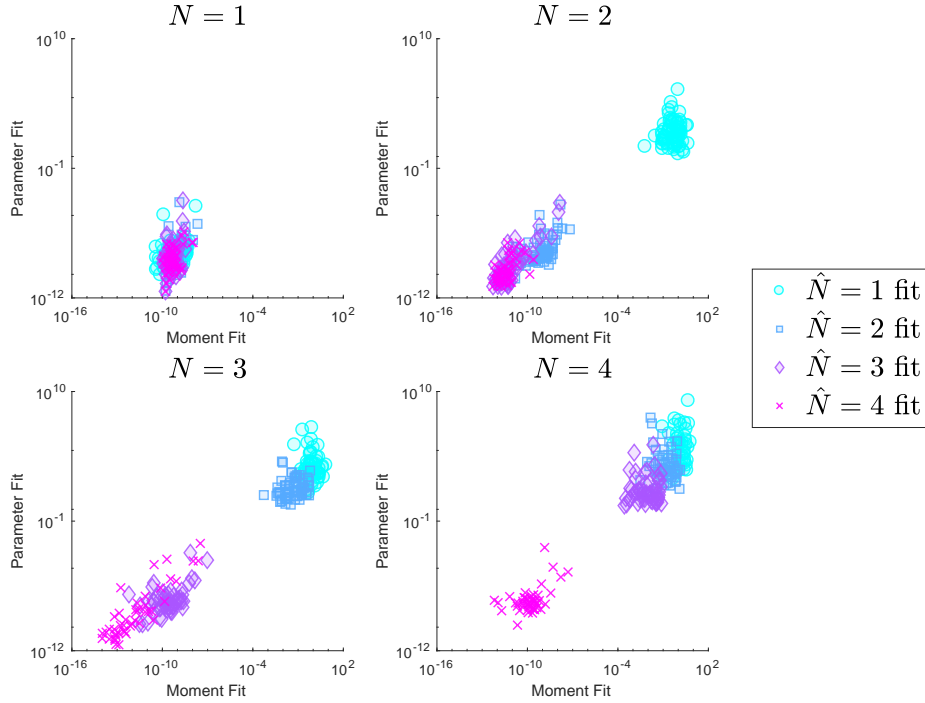 N = 1
10^10
10^-1
10^-12
Parameter Fit
10^-16
10^-10
10^-4
10^2
Moment Fit
N = 2
10^10
10^-1
10^-12
Parameter Fit
10^-16
10^-10
10^-4
10^2
Moment Fit
N = 3
10^10
10^-1
10^-12
Parameter Fit
10^-16
10^-10
10^-4
10^2
Moment Fit
N = 4
10^10
10^-1
10^-12
Parameter Fit
10^-16
10^-10
10^-4
10^2
Moment Fit
N̂ = 1 fit
N̂ = 2 fit
N̂ = 3 fit
N̂ = 4 fit